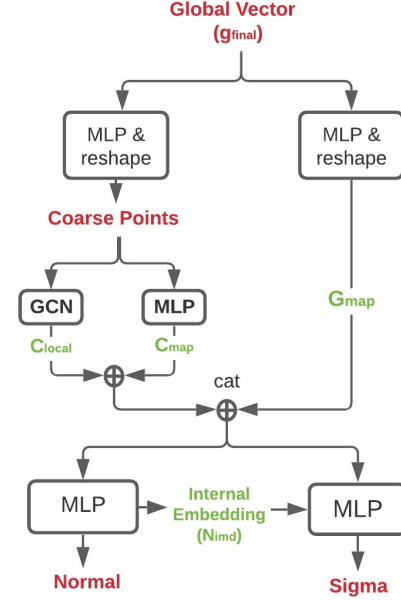 Global Vector
(gfinal)
MLP &
reshape
MLP &
reshape
Coarse Points
GCN
MLP
Gmap
Clocal
Cmap
cat
MLP
Internal
Embedding
(Nimd)
MLP
Normal
Sigma